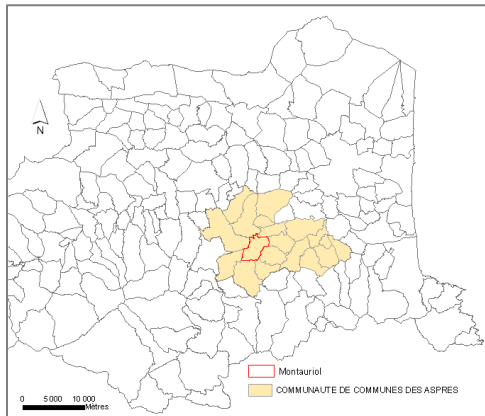 N
Montauriol
COMMUNAUTE DE COMMUNES DES ASPRES
0 5 000 10 000
Mètres